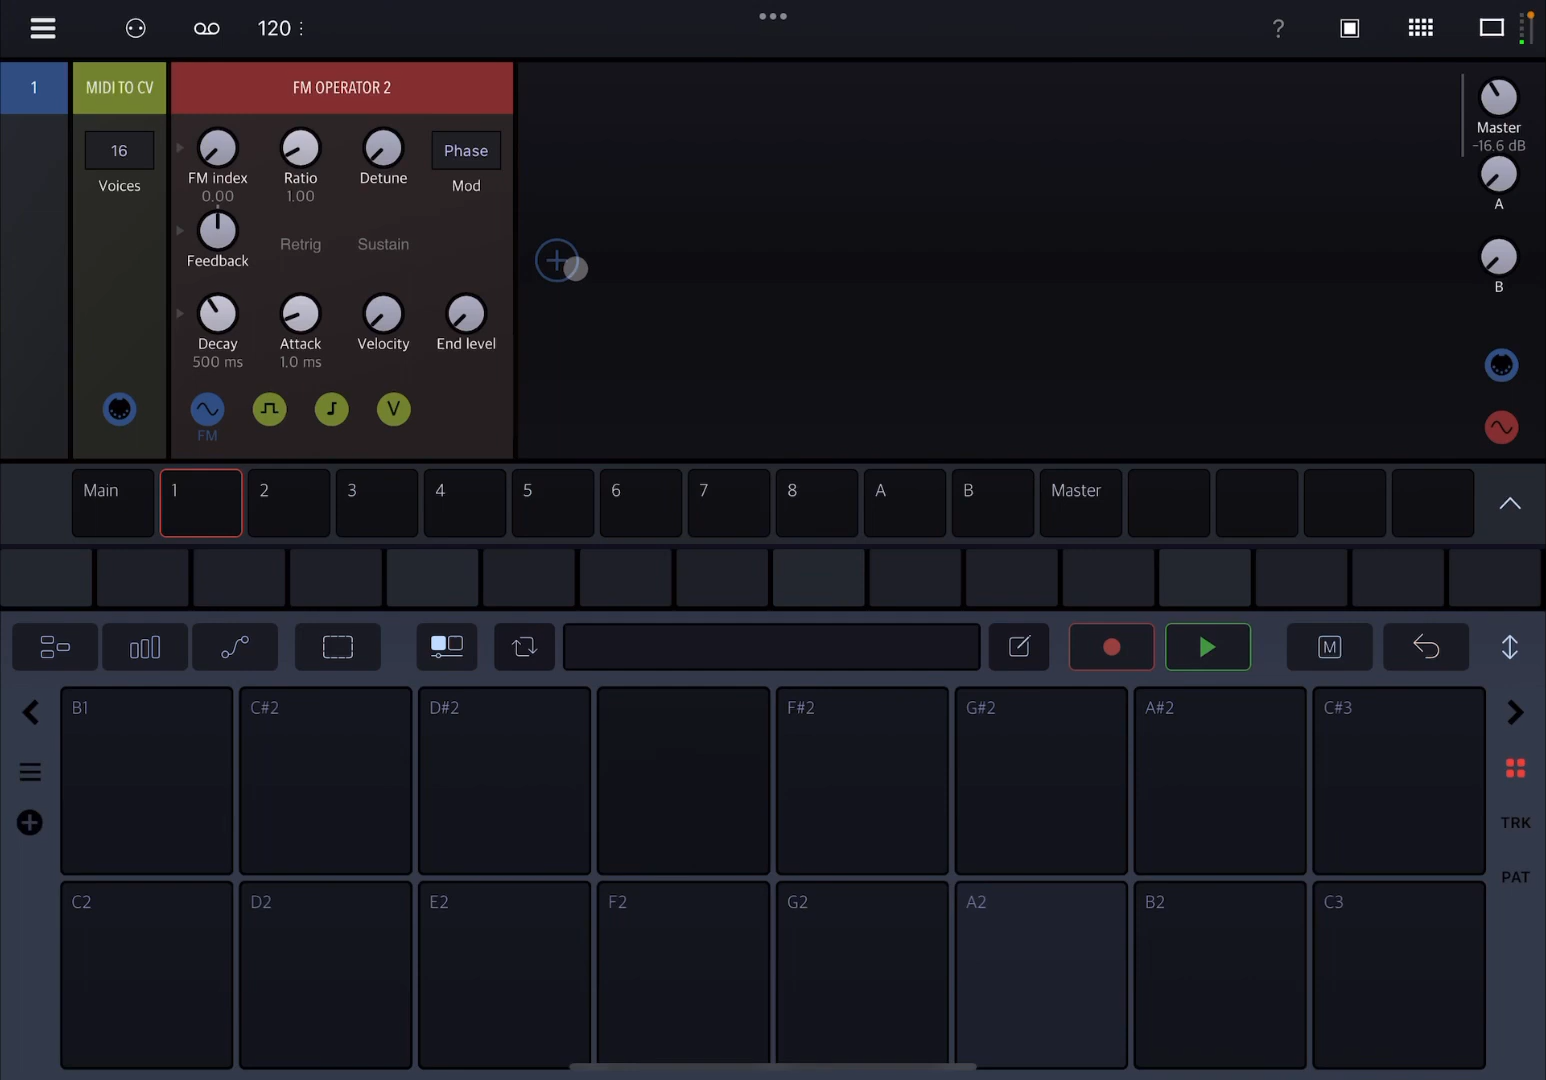 120
?
1
MIDI TO CV
FM OPERATOR 2
16
Voices
FM index
0.00
Ratio
1.00
Detune
Phase
Mod
Feedback
Retrig
Sustain
Decay
500 ms
Attack
1.0 ms
Velocity
End level
V
FM
Master
-16.6 dB
A
B
Main
1
2
3
4
5
6
7
8
A
B
Master
M
B1
C#2
D#2
F#2
G#2
A#2
C#3
TRK
PAT
C2
D2
E2
F2
G2
A2
B2
C3